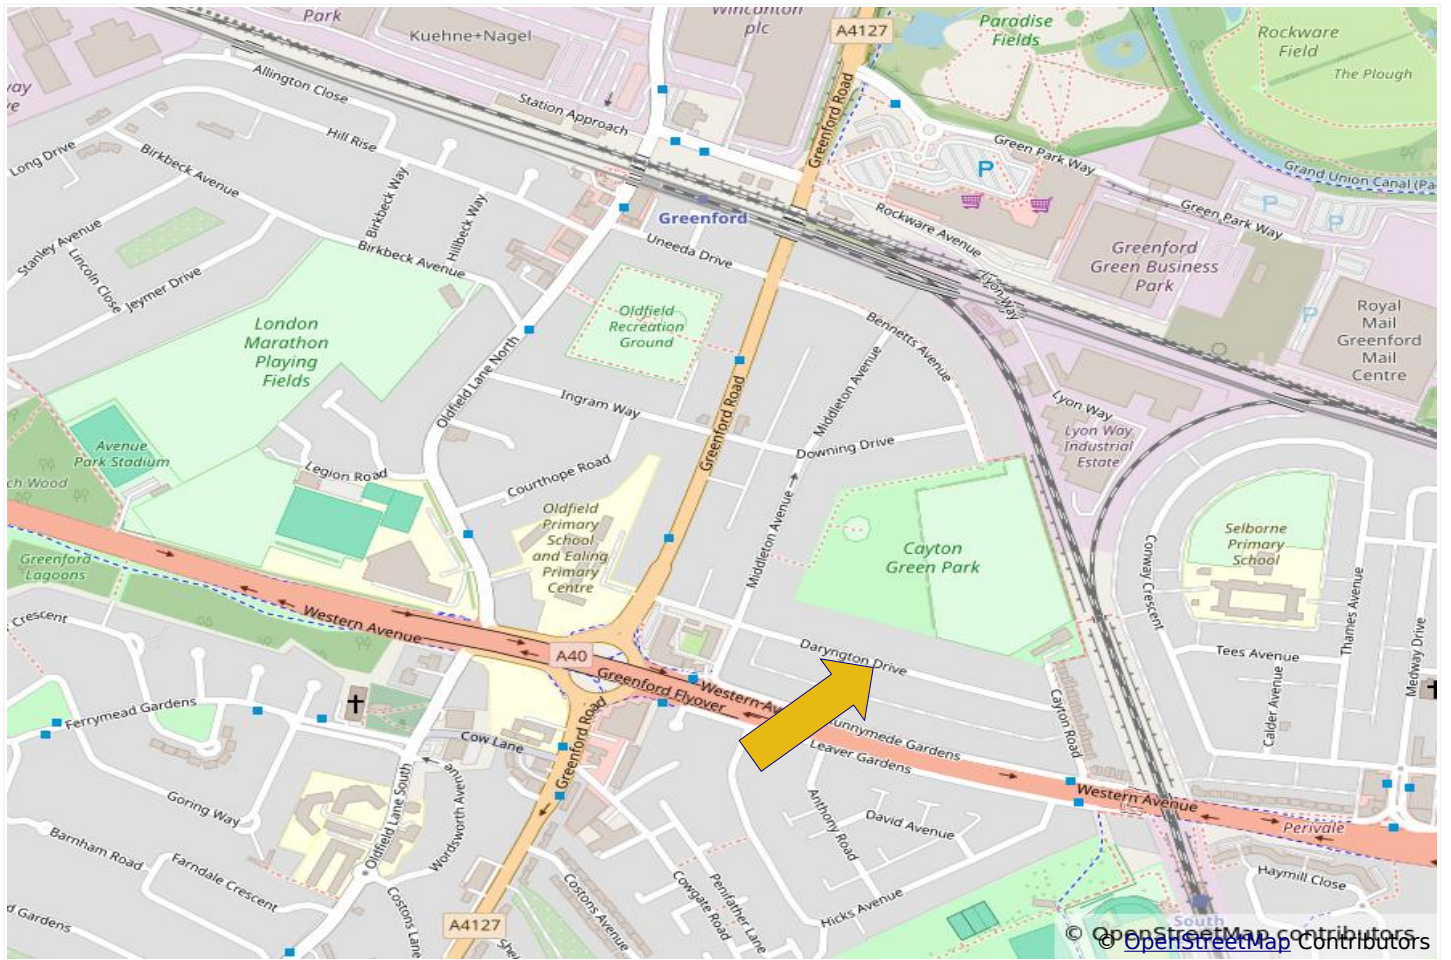 Park
Kuehne+Nagel
Wincanton
plc
A4127
Paradise
Fields
Rockware
Field
The Plough
Allington Close
Station Approach
Greenford Road
Hill Rise
Green Park Way
Long Drive
Birkbeck Avenue
Birkbeck Way
Hillbeck Way
P
Grand Union Canal (Pa
Greenford
Rockware Avenue
Green Park Way
P
P
Stanley Avenue
Lincoln Close
Jeymer Drive
Birkbeck Avenue
Uneeda Drive
Greenford
Green Business
Park
Lyon Way
P
Royal
Mail
Greenford
Mail
Centre
London
Marathon
Playing
Fields
Oldfield
Recreation
Ground
Bennetts Avenue
Oldfield Lane North
Middleton Avenue
Ingram Way
Greenford Road
Lyon Way
Lyon Way
Industrial
Estate
Avenue
Park Stadium
Downing Drive
Legion Road
Courthope Road
ch Wood
Oldfield
Primary
School
and Ealing
Primary
Centre
Middleton Avenue
Cayton
Green Park
Selborne
Primary
School
Conway Crescent
Greenford
Lagoons
Thames Avenue
Crescent
Western Avenue
A40
Daryngton Drive
Tees Avenue
Medway Drive
Greenford Flyover
Western Av
Calder Avenue
Cayton Road
Ferrymead Gardens
Cow Lane
Greenford Road
unnymede Gardens
Leaver Gardens
Western Avenue
Perivale
Goring Way
Oldfield Lane South
Wordsworth Avenue
Anthony Road
David Avenue
Barnham Road
Farndale Crescent
Haymill Close
Costons Lane
Costons Avenue
Cowgate Road
Penifather Lane
Hicks Avenue
d Gardens
A4127
Shel
South
© OpenStreetMap contributors
© OpenStreetMap Contributors